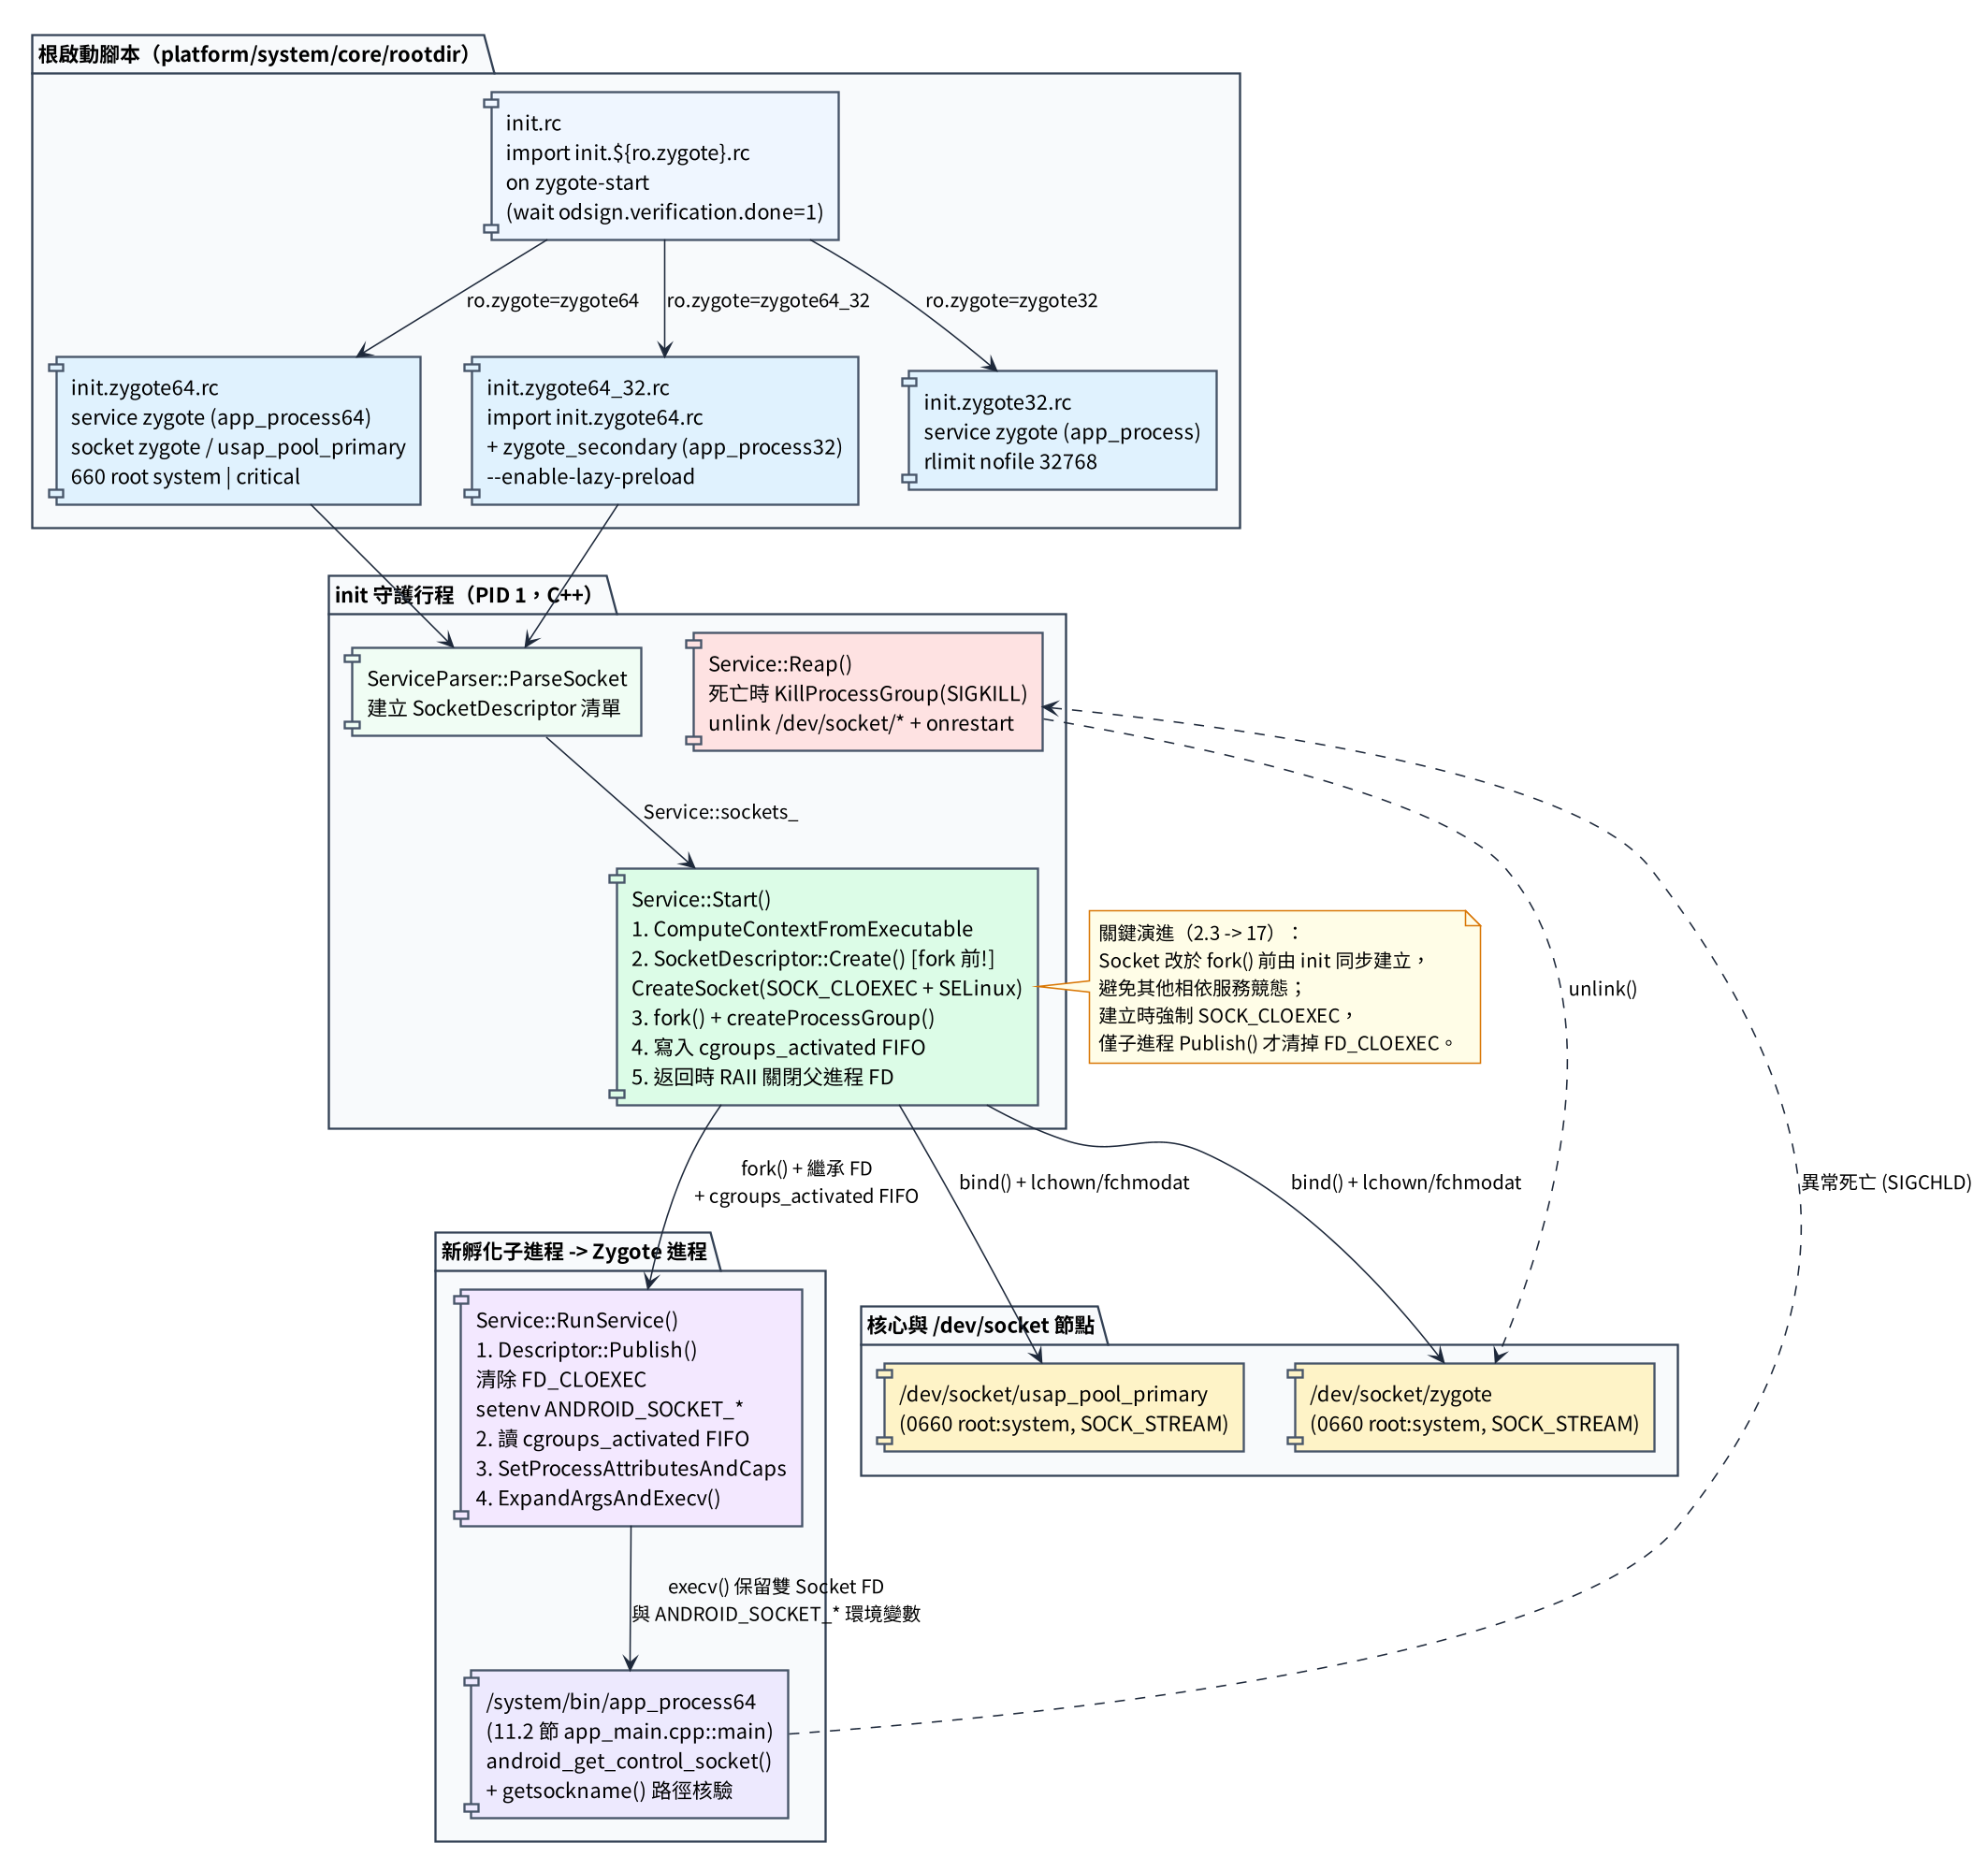 根啟動腳本（platform/system/core/rootdir）
init.rc
import init.${ro.zygote}.rc
on zygote-start
(wait odsign.verification.done=1)
ro.zygote=zygote64
ro.zygote=zygote64_32
ro.zygote=zygote32
init.zygote64.rc
service zygote (app_process64)
socket zygote / usap_pool_primary
660 root system | critical
init.zygote64_32.rc
import init.zygote64.rc
+ zygote_secondary (app_process32)
--enable-lazy-preload
init.zygote32.rc
service zygote (app_process)
rlimit nofile 32768
init 守護行程（PID 1，C++）
ServiceParser::ParseSocket
建立 SocketDescriptor 清單
Service::Reap()
死亡時 KillProcessGroup(SIGKILL)
unlink /dev/socket/* + onrestart
Service::sockets_
Service::Start()
1. ComputeContextFromExecutable
2. SocketDescriptor::Create() [fork 前!]
CreateSocket(SOCK_CLOEXEC + SELinux)
3. fork() + createProcessGroup()
4. 寫入 cgroups_activated FIFO
5. 返回時 RAII 關閉父進程 FD
關鍵演進（2.3 -> 17）：
Socket 改於 fork() 前由 init 同步建立，
避免其他相依服務競態；
建立時強制 SOCK_CLOEXEC，
僅子進程 Publish() 才清掉 FD_CLOEXEC。
unlink()
fork() + 繼承 FD
+ cgroups_activated FIFO
bind() + lchown/fchmodat
bind() + lchown/fchmodat
異常死亡 (SIGCHLD)
新孵化子進程 -> Zygote 進程
Service::RunService()
1. Descriptor::Publish()
清除 FD_CLOEXEC
setenv ANDROID_SOCKET_*
2. 讀 cgroups_activated FIFO
3. SetProcessAttributesAndCaps
4. ExpandArgsAndExecv()
核心與 /dev/socket 節點
/dev/socket/usap_pool_primary
(0660 root:system, SOCK_STREAM)
/dev/socket/zygote
(0660 root:system, SOCK_STREAM)
execv() 保留雙 Socket FD
與 ANDROID_SOCKET_* 環境變數
/system/bin/app_process64
(11.2 節 app_main.cpp::main)
android_get_control_socket()
+ getsockname() 路徑核驗